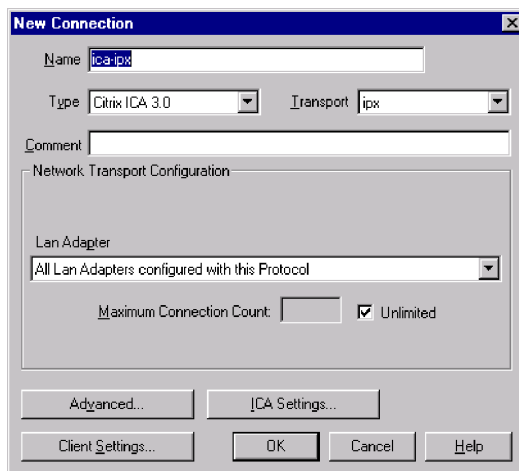 New Connection
Name ica-ipx
Type Citrix ICA 3.0 Transport ipx
Comment
Network Transport Configuration
Lan Adapter
All Lan Adapters configured with this Protocol
Maximum Connection Count: Unlimited
Advanced... ICA Settings...
Client Settings... OK Cancel Help